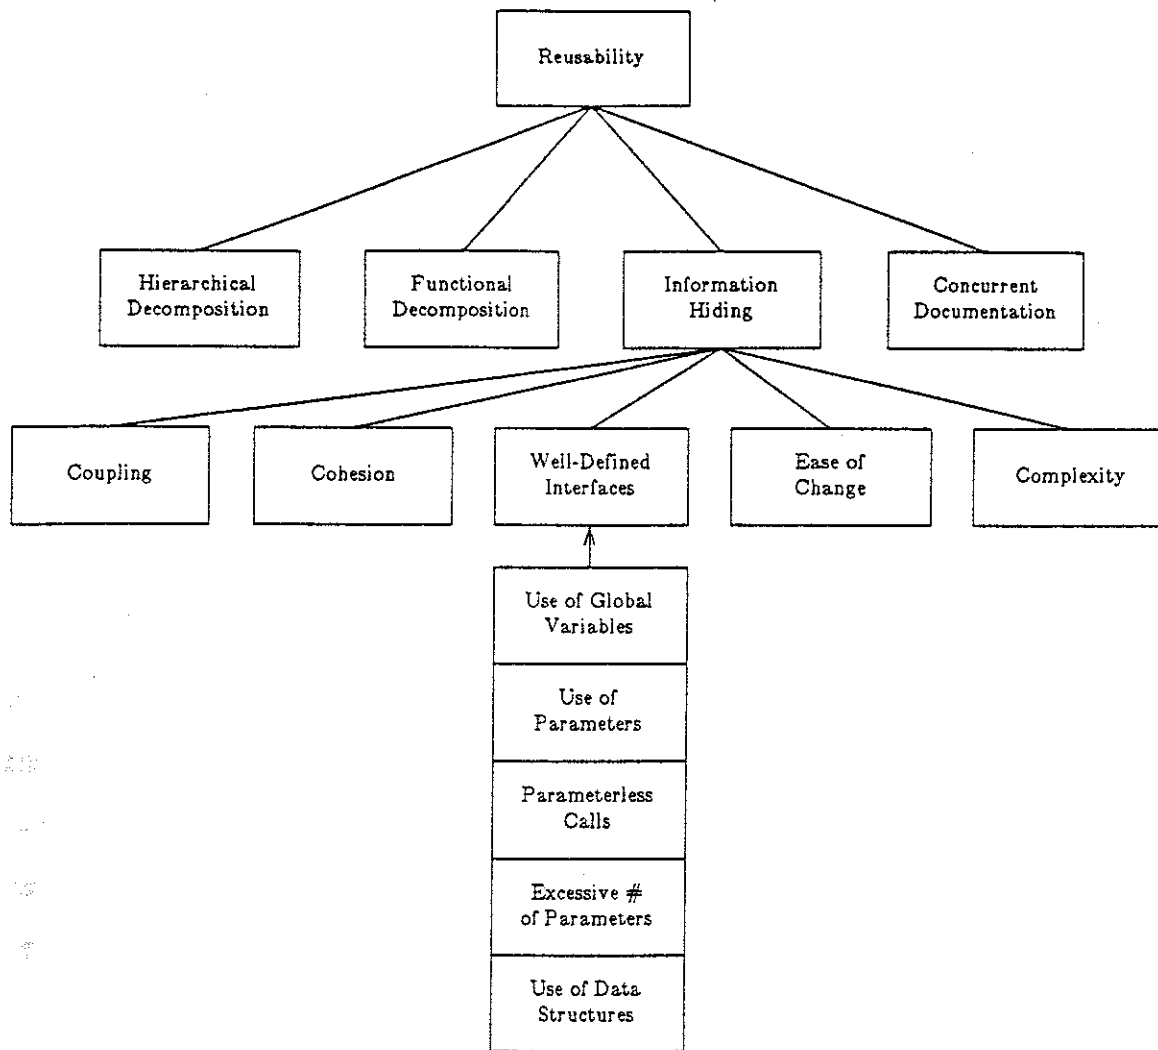 Reusability
Hierarchical
Decomposition
Functional
Decomposition
Information
Hiding
Concurrent
Documentation
Coupling
Cohesion
Well-Defined
Interfaces
Ease of
Change
Complexity
Use of Global
Variables
Use of
Parameters
Parameterless
Calls
Excessive #
of Parameters
Use of Data
Structures